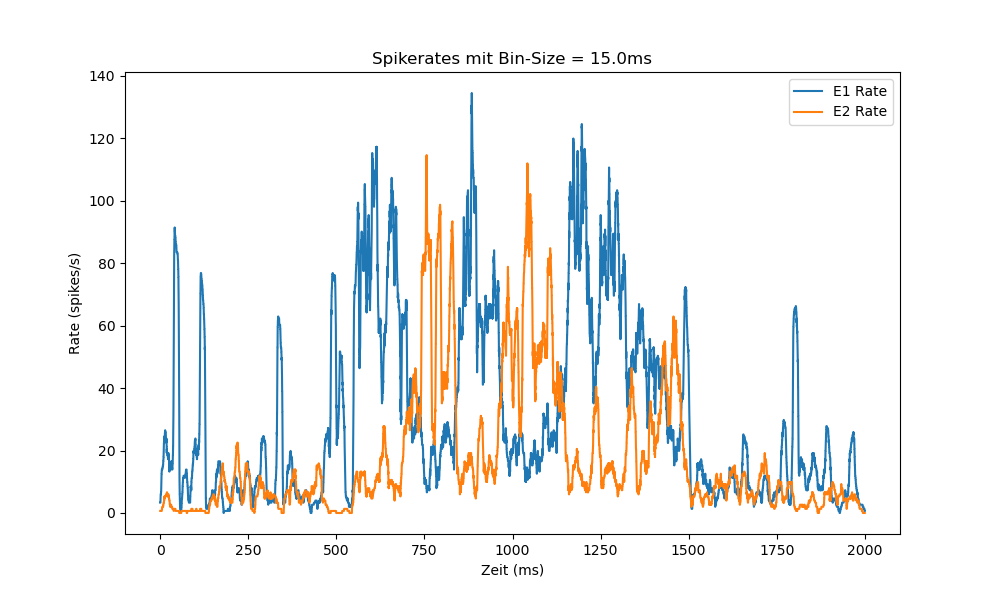 Spikerates mit Bin-Size = 15.0ms
140
120
100
80
60
40
20
0
Rate (spikes/s)
E1 Rate
E2 Rate
0 250 500 750 1000 1250 1500 1750 2000
Zeit (ms)